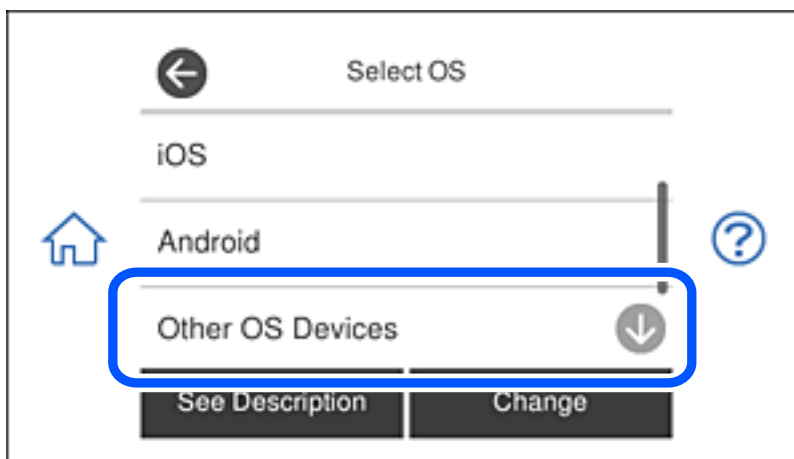 Select OS
iOS
Android
Other OS Devices
See Description Change